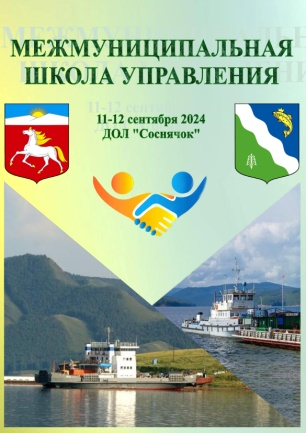 МЕЖМУНИЦИПАЛЬНАЯ
ШКОЛА УПРАВЛЕНИЯ
11-12 сентября 2024
ДОЛ "Соснячок"